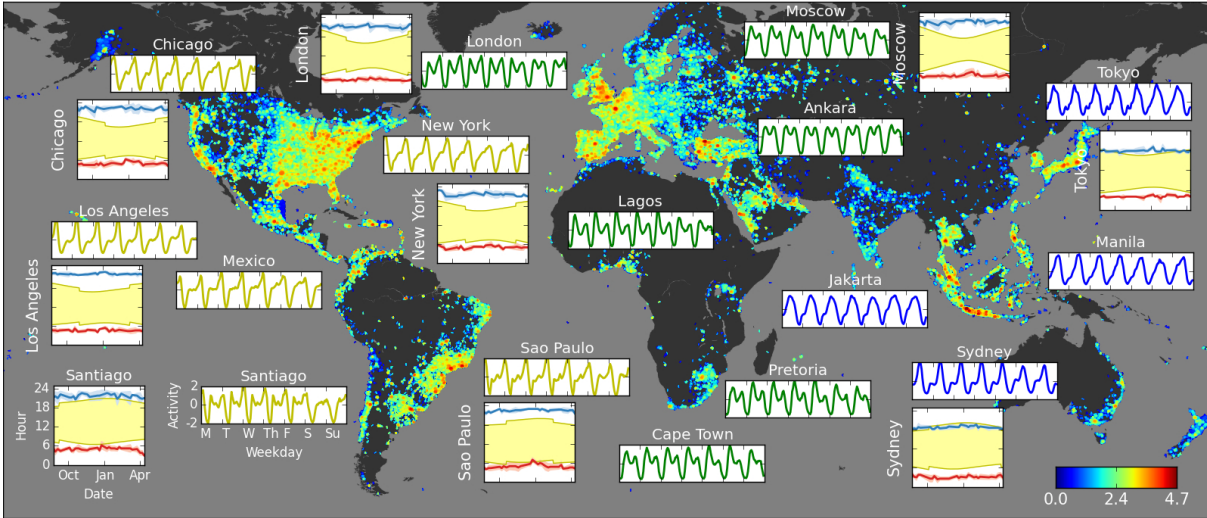 Chicago
London
London
Moscow
Moscow
Tokyo
Chicago
New York
Ankara
Tokyo
Los Angeles
New York
Lagos
Manila
Los Angeles
Mexico
Jakarta
Santiago
24
18
12
6
0
Hour
Oct Jan Apr
Date
Santiago
2
0
-2
Activity
M T W Th F S Su
Weekday
Sao Paulo
Sao Paulo
Pretoria
Cape Town
Sydney
Sydney
0.0 2.4 4.7